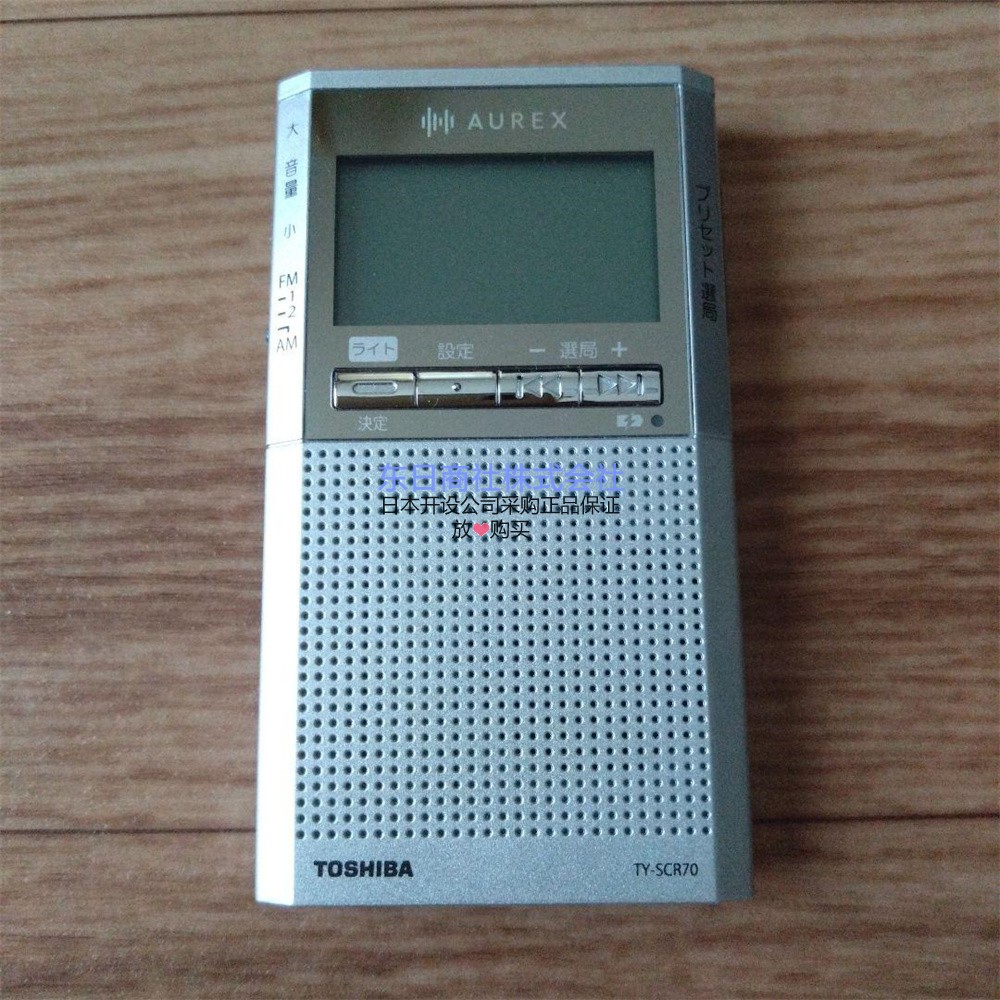 AUREX
大
音量
小
FM
1
2
AM
プリセット選局
ライト
設定
− 選局 +
決定
东日商社株式会社
日本开设公司采购正品保证
放❤购买
TOSHIBA
TY-SCR70